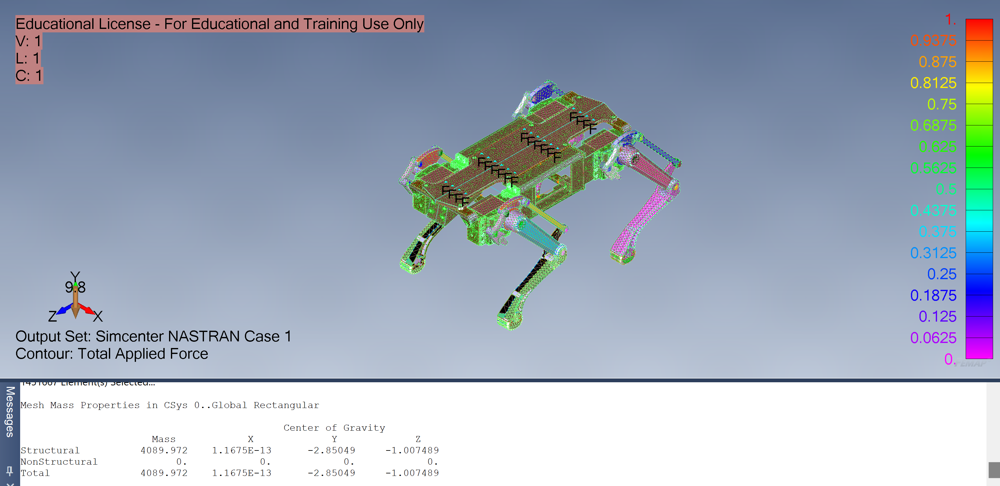 Educational License - For Educational and Training Use Only
V: 1
L: 1
C: 1
1.
0.9375
0.875
0.8125
0.75
0.6875
0.625
0.5625
0.5
0.4375
0.375
0.3125
0.25
0.1875
0.125
0.0625
0.
FEMAP
F F F F
F F F F F F
F F F F F F
F F F F
Y
9.8
Z X
Output Set: Simcenter NASTRAN Case 1
Contour: Total Applied Force
Messages
1451667 Element(s) Selected...
Mesh Mass Properties in CSys 0..Global Rectangular
Center of Gravity
Mass X Y Z
Structural 4089.972 1.1675E-13 -2.85049 -1.007489
NonStructural 0. 0. 0. 0.
Total 4089.972 1.1675E-13 -2.85049 -1.007489